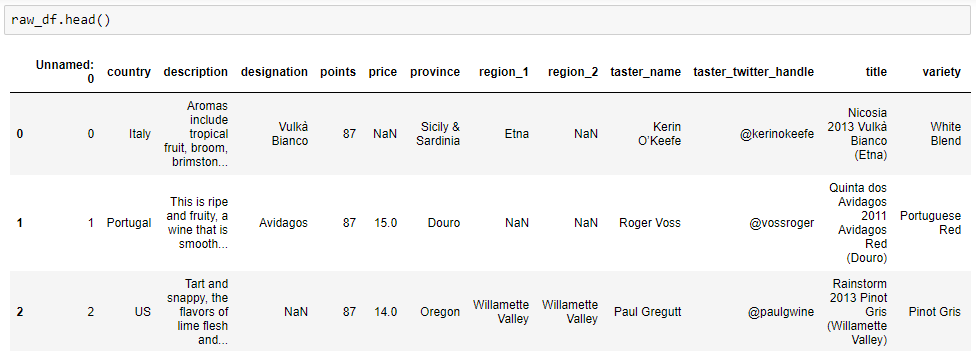 raw_df.head()
Unnamed: 0 country description designation points price province region_1 region_2 taster_name taster_twitter_handle title variety
0 0 Italy Aromas include tropical fruit, broom, brimston... Vulkà Bianco 87 NaN Sicily & Sardinia Etna NaN Kerin O'Keefe @kerinokeefe Nicosia 2013 Vulkà Bianco (Etna) White Blend
1 1 Portugal This is ripe and fruity, a wine that is smooth... Avidagos 87 15.0 Douro NaN NaN Roger Voss @vossroger Quinta dos Avidagos 2011 Avidagos Red (Douro) Portuguese Red
2 2 US Tart and snappy, the flavors of lime flesh and... NaN 87 14.0 Oregon Willamette Valley Willamette Valley Paul Gregutt @paulgwine Rainstorm 2013 Pinot Gris (Willamette Valley) Pinot Gris